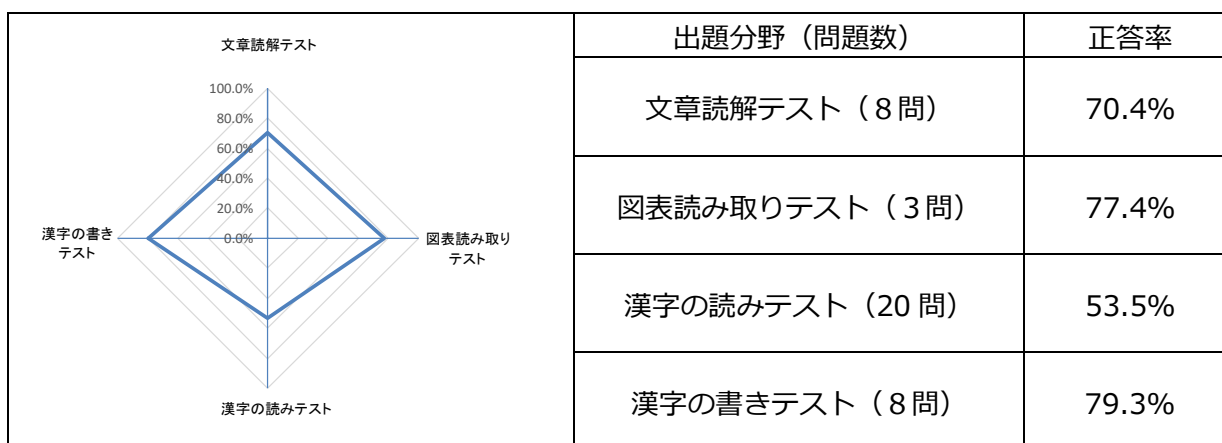 文章読解テスト
100.0%
80.0%
60.0%
40.0%
20.0%
0.0%
漢字の書き
テスト
図表読み取り
テスト
漢字の読みテスト
出題分野（問題数） 正答率
文章読解テスト（８問） 70.4%
図表読み取りテスト（３問） 77.4%
漢字の読みテスト（20 問） 53.5%
漢字の書きテスト（８問） 79.3%